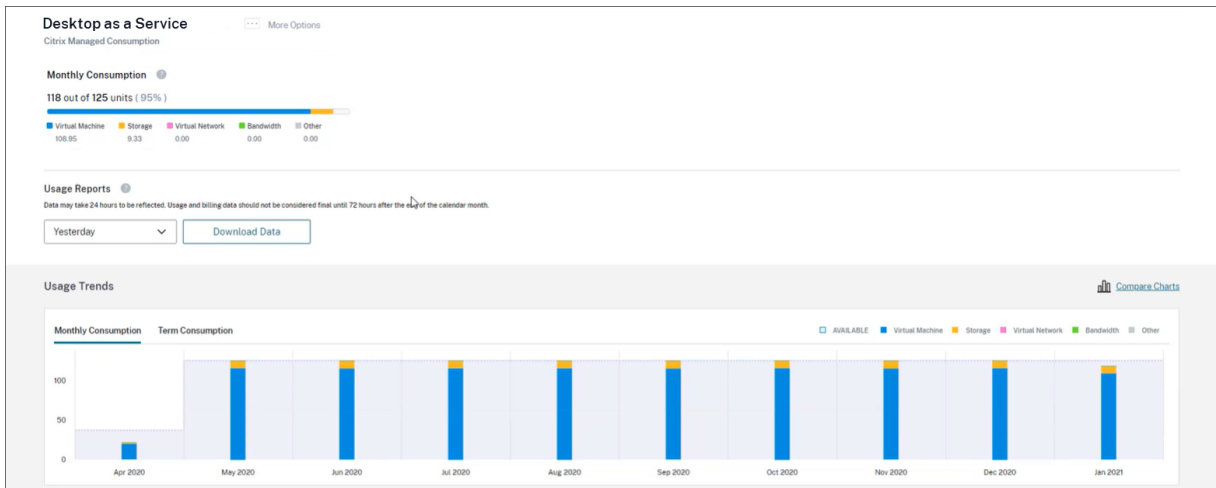 Desktop as a Service
More Options
Citrix Managed Consumption
Monthly Consumption ?
118 out of 125 units ( 95% )
Virtual Machine Storage Virtual Network Bandwidth Other
108.95 9.33 0.00 0.00 0.00
Usage Reports ?
Data may take 24 hours to be reflected. Usage and billing data should not be considered final until 72 hours after the end of the calendar month.
Yesterday Download Data
Usage Trends Compare Charts
Monthly Consumption Term Consumption AVAILABLE Virtual Machine Storage Virtual Network Bandwidth Other
100
50
0
Apr 2020 May 2020 Jun 2020 Jul 2020 Aug 2020 Sep 2020 Oct 2020 Nov 2020 Dec 2020 Jan 2021